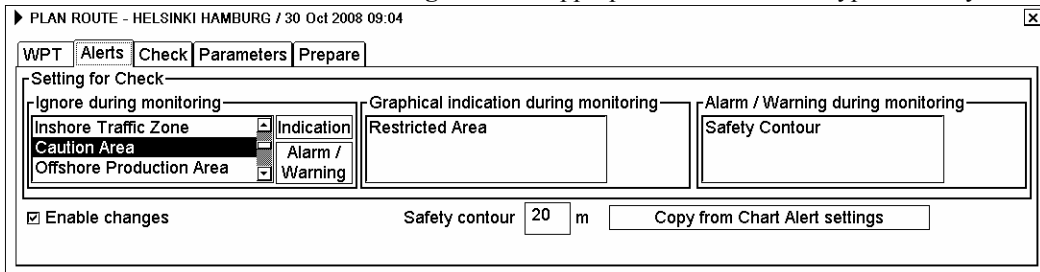 PLAN ROUTE - HELSINKI HAMBURG / 30 Oct 2008 09:04
WPT Alerts Check Parameters Prepare
Setting for Check
Ignore during monitoring Graphical indication during monitoring Alarm / Warning during monitoring
Inshore Traffic Zone Indication Restricted Area Safety Contour
Caution Area Alarm /
Offshore Production Area Warning
Enable changes Safety contour 20 m Copy from Chart Alert settings